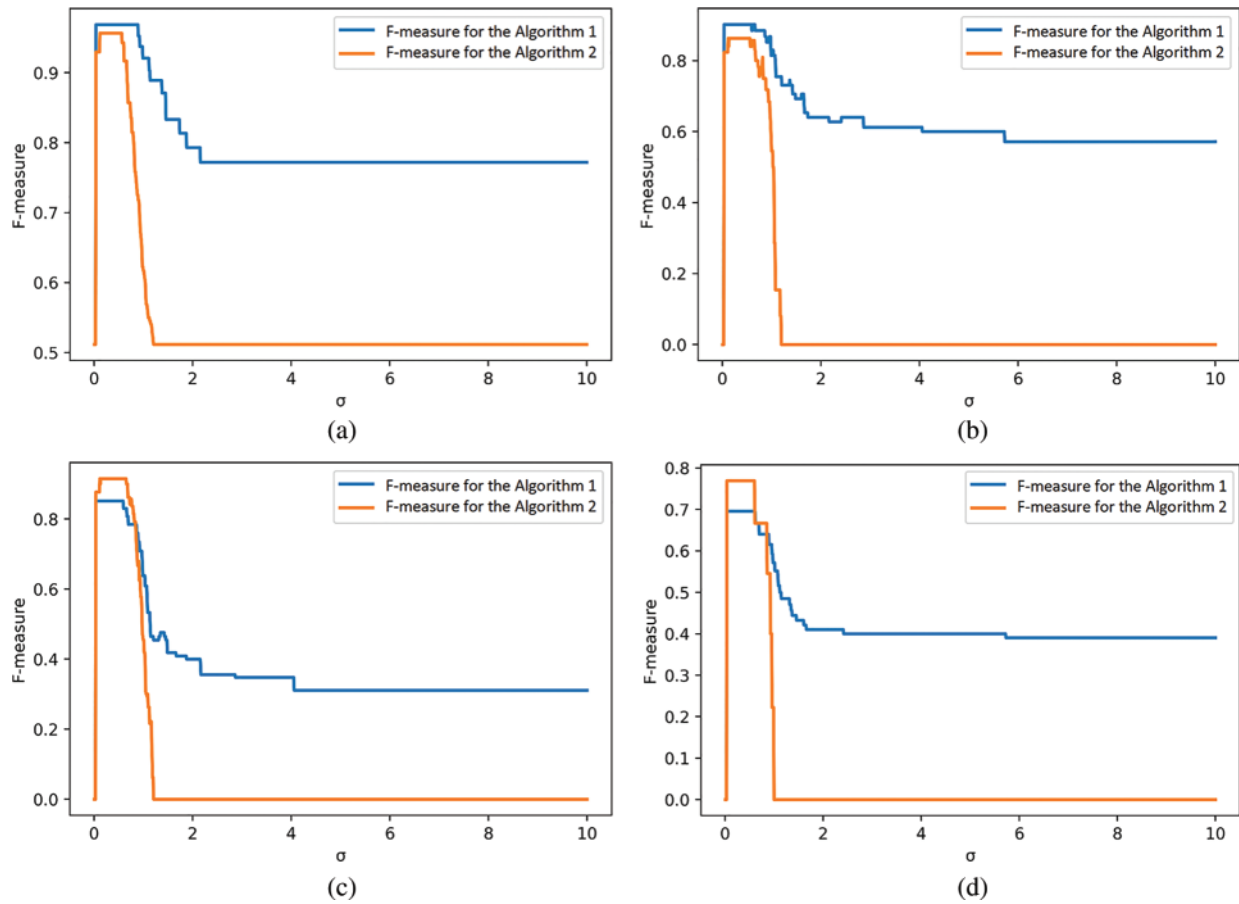 F-measure for the Algorithm 1
F-measure for the Algorithm 2
0.9
0.8
0.7
0.6
0.5
F-measure
0 2 4 6 8 10
σ
(a)
F-measure for the Algorithm 1
F-measure for the Algorithm 2
0.8
0.6
0.4
0.2
0.0
F-measure
0 2 4 6 8 10
σ
(b)
F-measure for the Algorithm 1
F-measure for the Algorithm 2
0.8
0.6
0.4
0.2
0.0
F-measure
0 2 4 6 8 10
σ
(c)
F-measure for the Algorithm 1
F-measure for the Algorithm 2
0.8
0.7
0.6
0.5
0.4
0.3
0.2
0.1
0.0
F-measure
0 2 4 6 8 10
σ
(d)